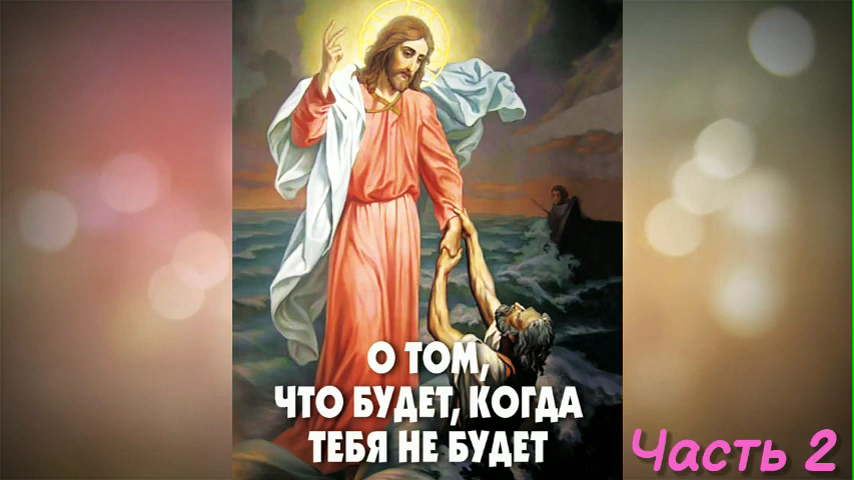 О ТОМ,
ЧТО БУДЕТ, КОГДА
ТЕБЯ НЕ БУДЕТ
Часть 2